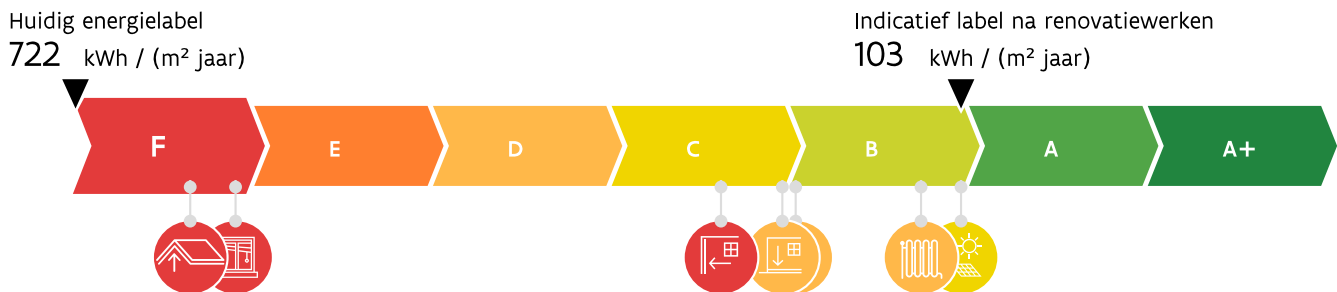 Huidig energielabel
722 kWh / (m² jaar)
Indicatief label na renovatiewerken
103 kWh / (m² jaar)
F E D C B A A+